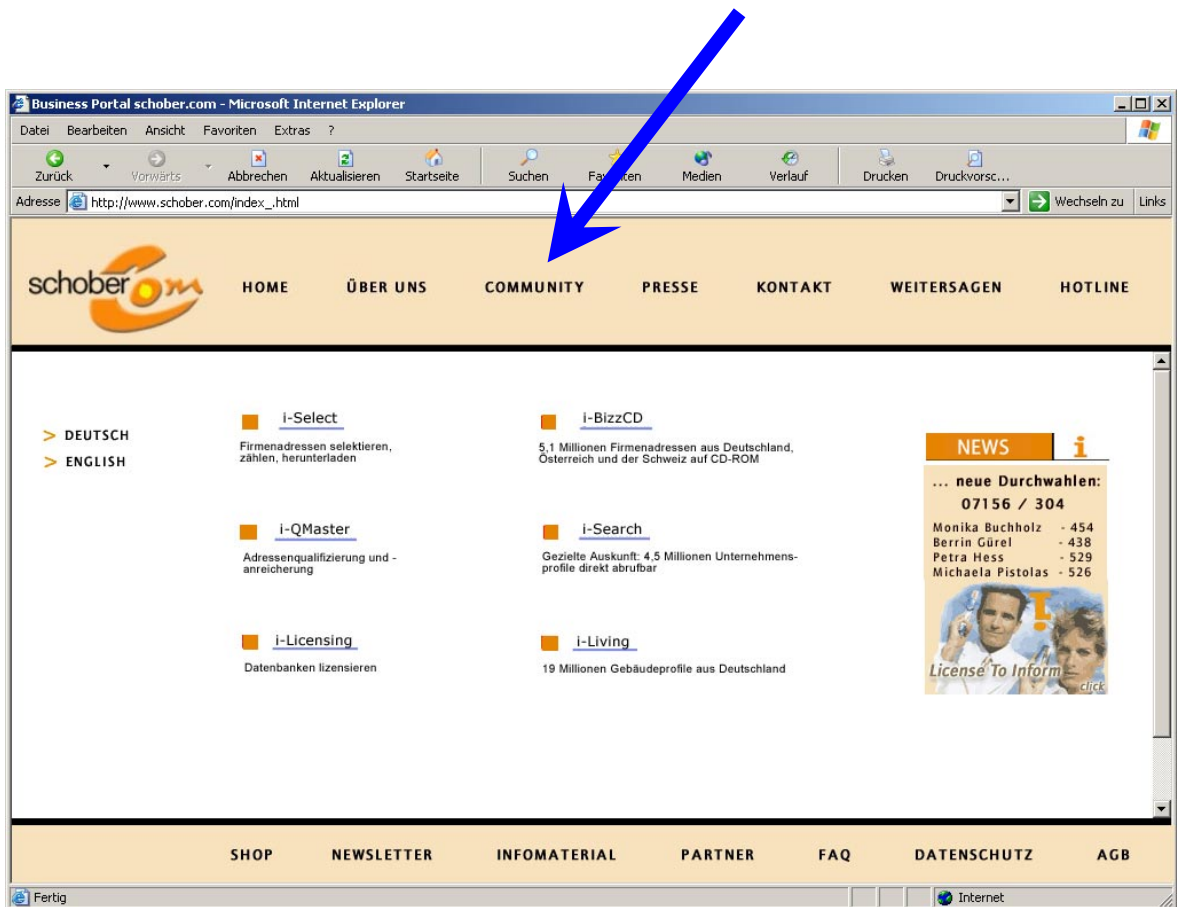 Business Portal schober.com - Microsoft Internet Explorer
Datei Bearbeiten Ansicht Favoriten Extras ?
Zurück Vorwärts Abbrechen Aktualisieren Startseite Suchen Medien Verlauf Drucken Druckvorsc...
Adresse http://www.schober.com/index_.html Wechseln zu Links
schober com
HOME ÜBER UNS COMMUNITY PRESSE KONTAKT WEITERSAGEN HOTLINE
> DEUTSCH
> ENGLISH
i-Select
Firmenadressen selektieren,
zählen, herunterladen
i-BizzCD
5,1 Millionen Firmenadressen aus Deutschland,
Österreich und der Schweiz auf CD-ROM
i-QMaster
Adressenqualifizierung und -
anreicherung
i-Search
Gezielte Auskunft: 4,5 Millionen Unternehmens-
profile direkt abrufbar
i-Licensing
Datenbanken lizensieren
i-Living
19 Millionen Gebäudeprofile aus Deutschland
NEWS i
... neue Durchwahlen:
07156 / 304
Monika Buchholz - 454
Berrin Gürel - 438
Petra Hess - 529
Michaela Pistolas - 526
License To Inform
click
SHOP NEWSLETTER INFOMATERIAL PARTNER FAQ DATENSCHUTZ AGB
Fertig Internet